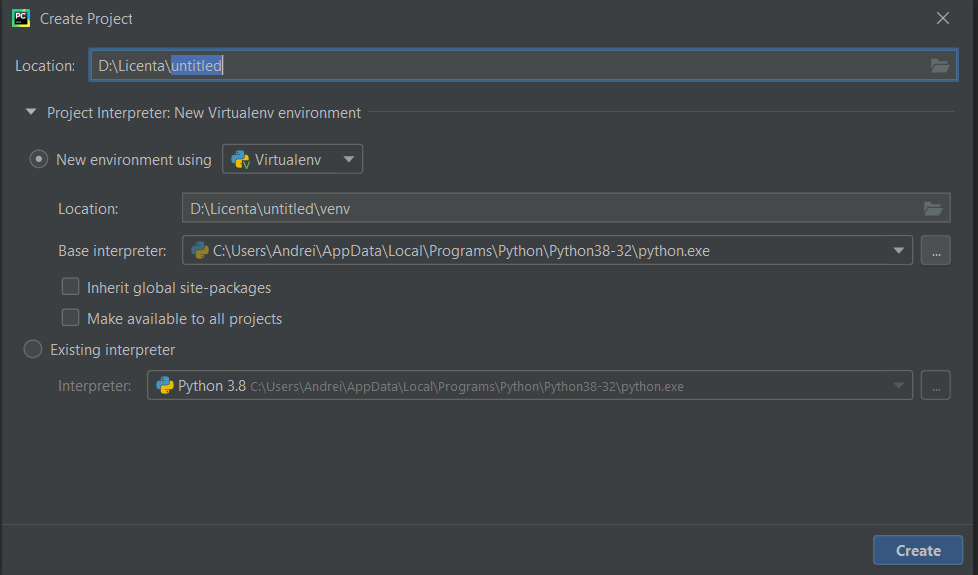 PC Create Project
Location: D:\Licenta\untitled
Project Interpreter: New Virtualenv environment
New environment using Virtualenv
Location: D:\Licenta\untitled\venv
Base interpreter: C:\Users\Andrei\AppData\Local\Programs\Python\Python38-32\python.exe ...
Inherit global site-packages
Make available to all projects
Existing interpreter
Interpreter: Python 3.8 C:\Users\Andrei\AppData\Local\Programs\Python\Python38-32\python.exe ...
Create